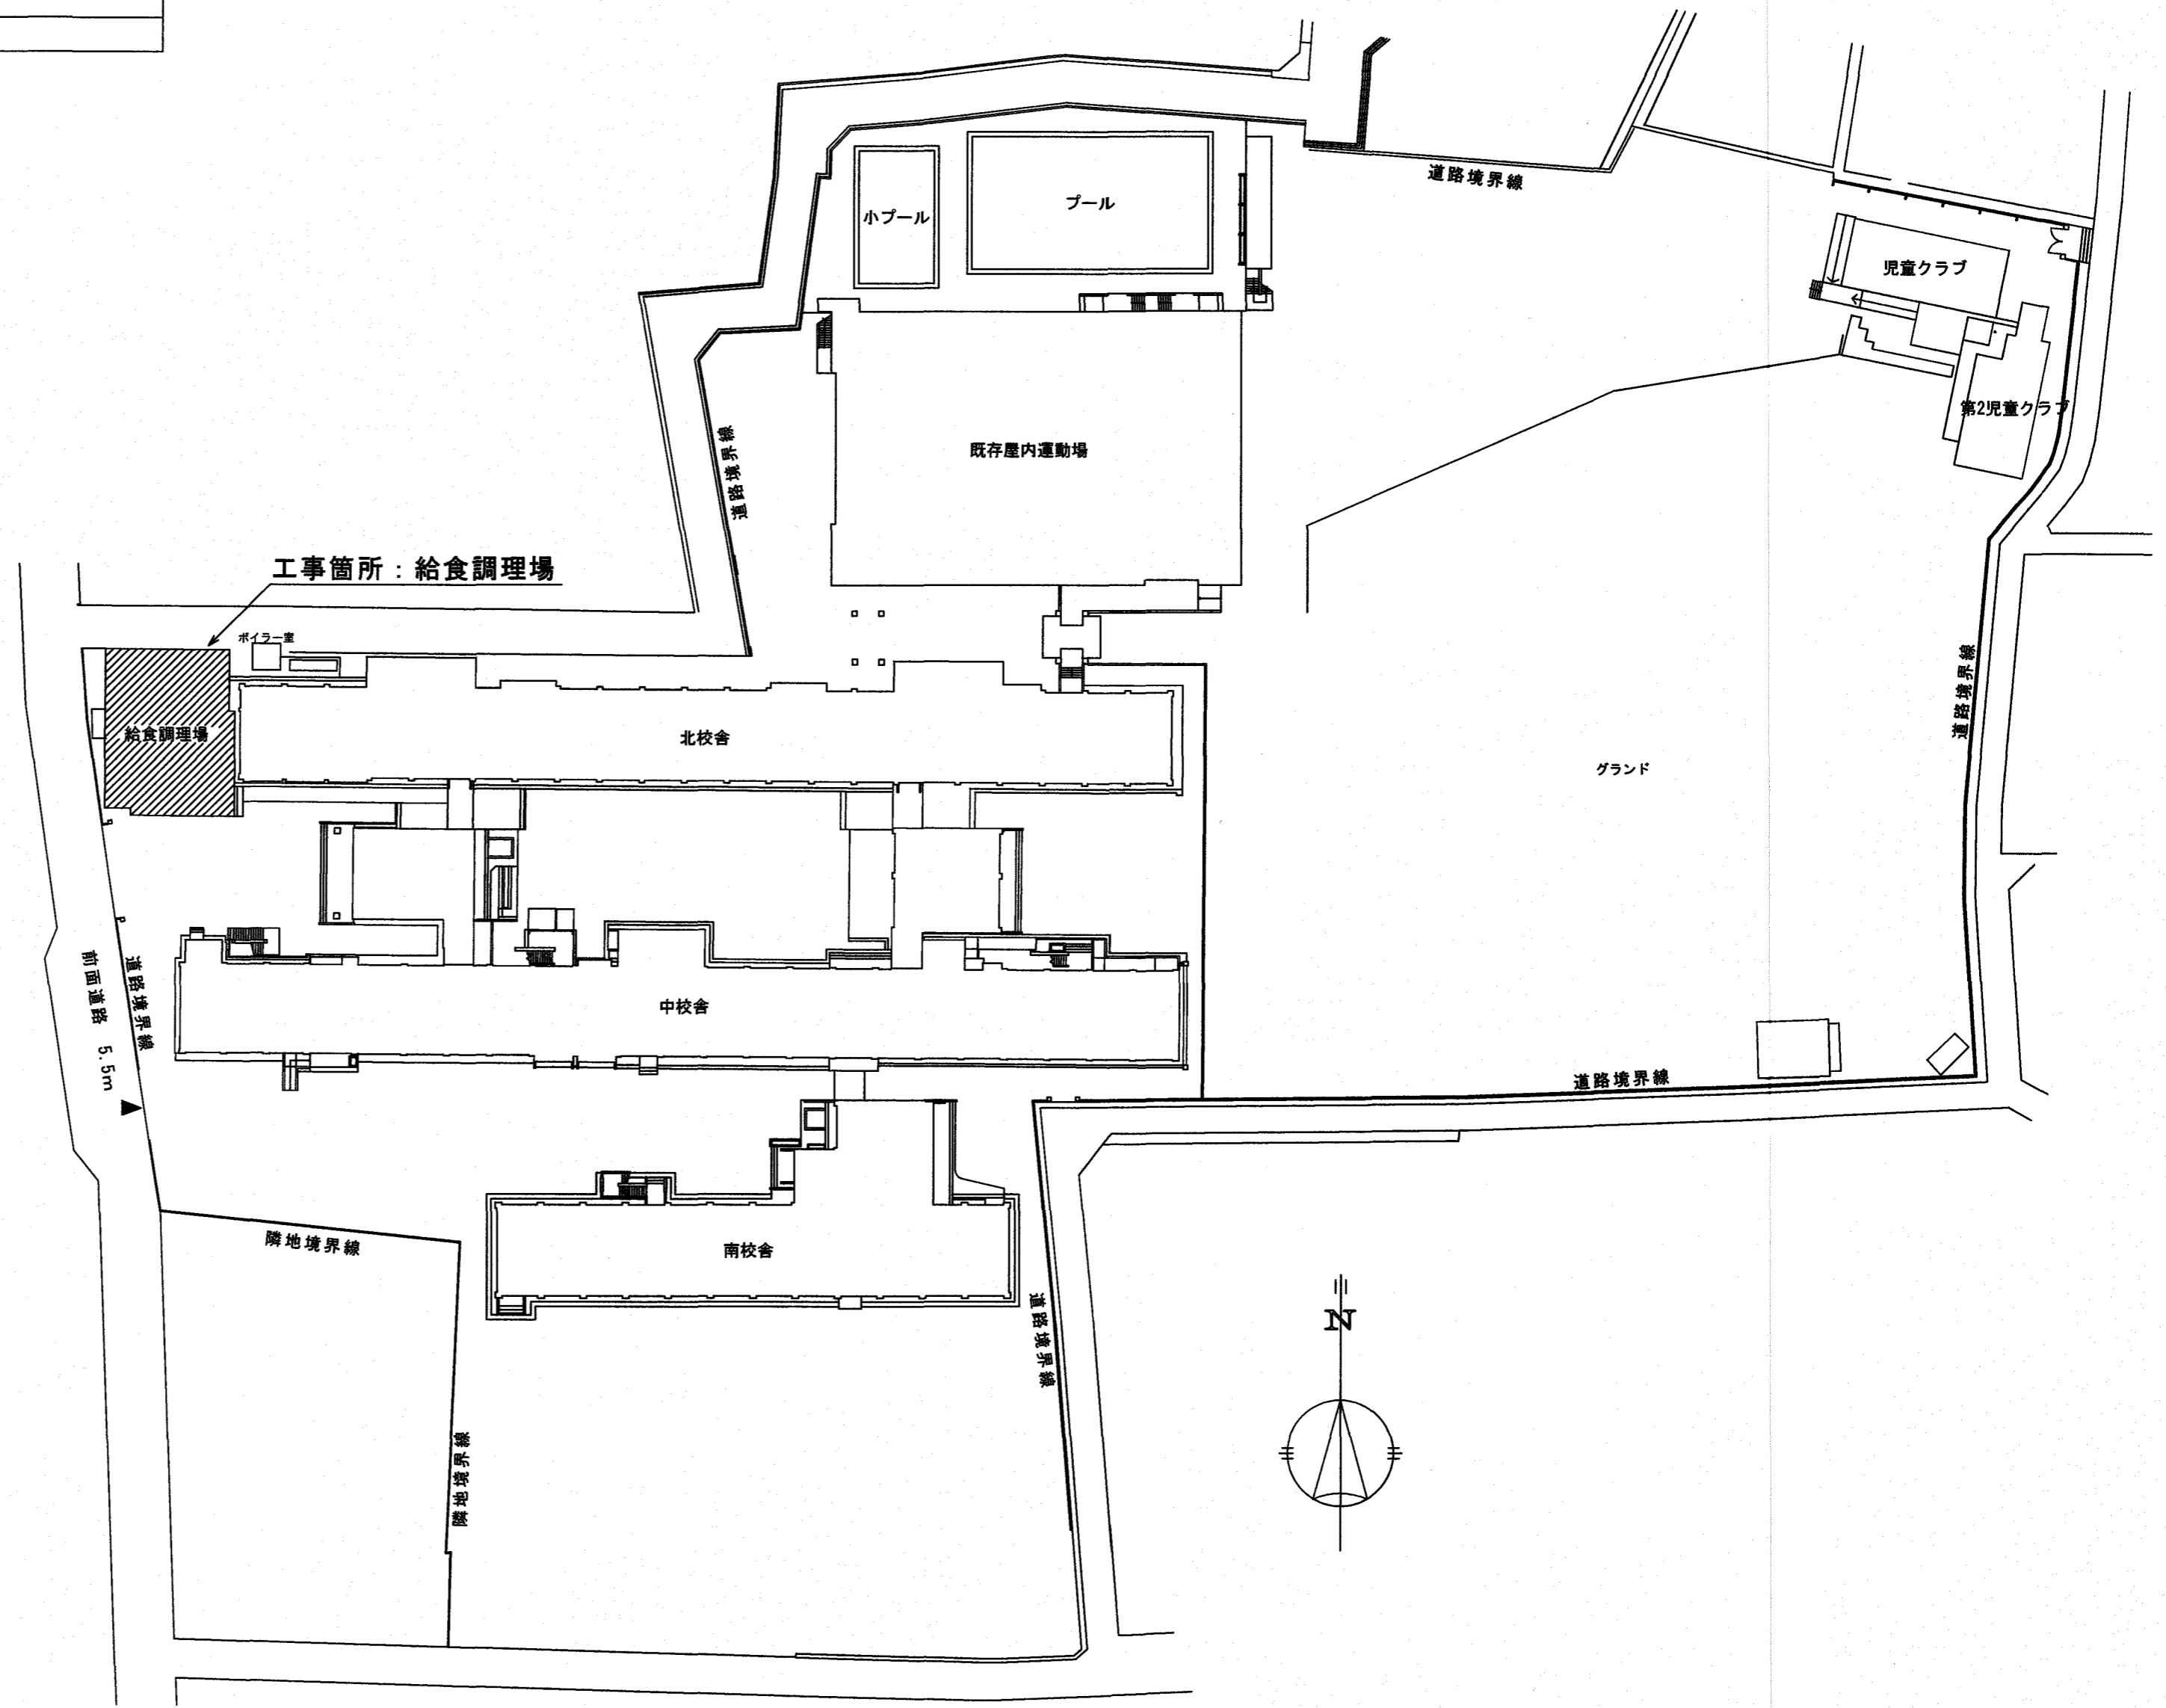 道路境界線
小プール
プール
児童クラブ
第2児童クラブ
道路境界線
既存屋内運動場
工事箇所：給食調理場
ボイラー室
給食調理場
北校舎
グランド
道路境界線
道路境界線
前面道路 5.5m
中校舎
道路境界線
隣地境界線
南校舎
道路境界線
隣地境界線
N